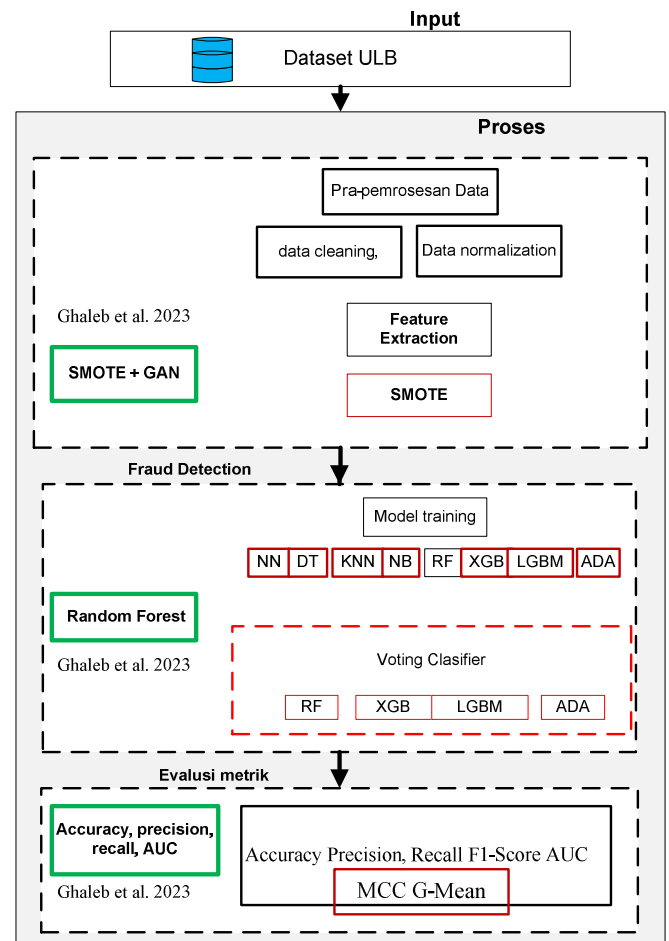 Input
Dataset ULB
Proses
Pra-pemrosesan Data
data cleaning,
Data normalization
Ghaleb et al. 2023
Feature
Extraction
SMOTE + GAN
SMOTE
Fraud Detection
Model training
NN DT KNN NB RF XGB LGBM ADA
Random Forest
Ghaleb et al. 2023
Voting Clasifier
RF XGB LGBM ADA
Evalusi metrik
Accuracy, precision,
recall, AUC
Ghaleb et al. 2023
Accuracy Precision, Recall F1-Score AUC
MCC G-Mean